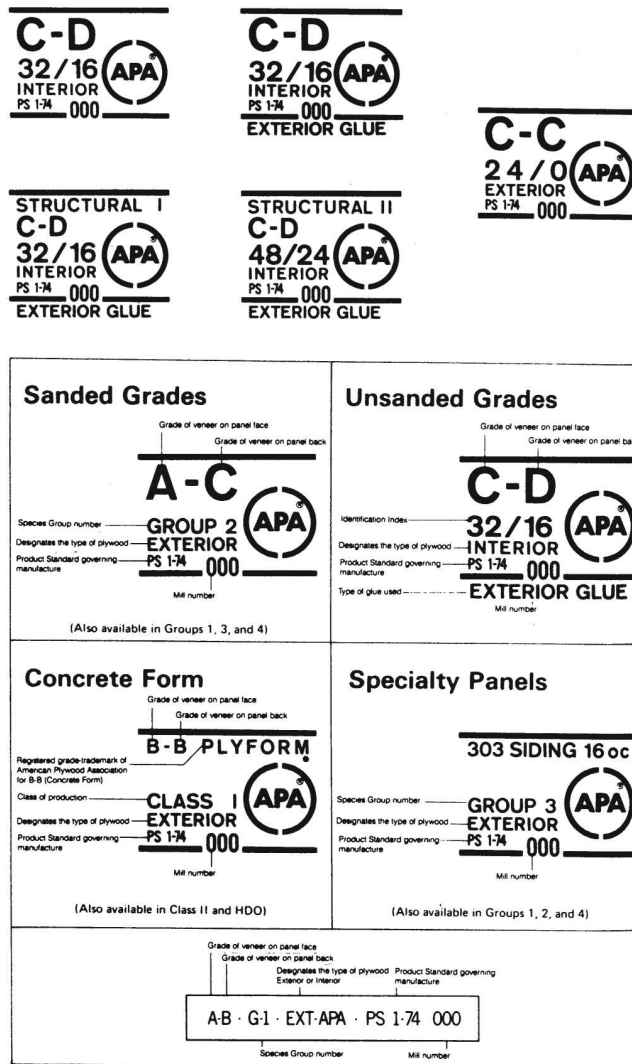 C-D
32/16 APA®
INTERIOR
PS 1-74 000
C-D
32/16 APA®
INTERIOR
PS 1-74 000
EXTERIOR GLUE
C-C
24/0 APA®
EXTERIOR
PS 1-74 000
STRUCTURAL I
C-D
32/16 APA®
INTERIOR
PS 1-74 000
EXTERIOR GLUE
STRUCTURAL II
C-D
48/24 APA®
INTERIOR
PS 1-74 000
EXTERIOR GLUE
Sanded Grades
Grade of veneer on panel face
Grade of veneer on panel back
A-C
APA®
Species Group number GROUP 2
Designates the type of plywood EXTERIOR
Product Standard governing PS 1-74 000
manufacture
Mill number
(Also available in Groups 1, 3, and 4)
Unsanded Grades
Grade of veneer on panel face
Grade of veneer on panel bac
C-D
APA®
Identification Index 32/16
Designates the type of plywood INTERIOR
Product Standard governing PS 1-74 000
manufacture
Type of glue used EXTERIOR GLUE
Mill number
Concrete Form
Grade of veneer on panel face
Grade of veneer on panel back
B-B PLYFORM
Registered grade-trademark of
American Plywood Association
for B-B (Concrete Form)
APA®
Class of production CLASS I
Designates the type of plywood EXTERIOR
Product Standard governing PS 1-74 000
manufacture
Mill number
(Also available in Class II and HDO)
Specialty Panels
303 SIDING 16 oc
APA®
Species Group number GROUP 3
Designates the type of plywood EXTERIOR
Product Standard governing PS 1-74 000
manufacture
Mill number
(Also available in Groups 1, 2, and 4)
Grade of veneer on panel face
Grade of veneer on panel back
Designates the type of plywood
Exterior or Interior
Product Standard governing
manufacture
A-B · G-1 · EXT-APA · PS 1-74 000
Species Group number
Mill number